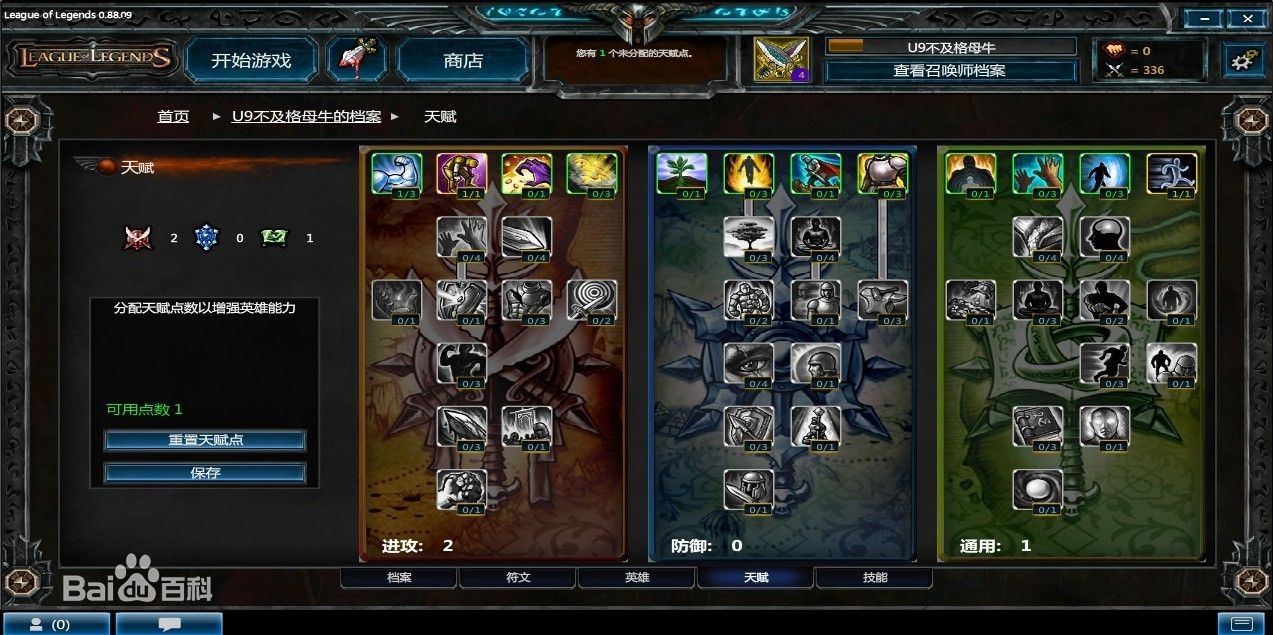 League of Legends 0.88.09
LEAGUE OF LEGENDS
开始游戏
商店
您有 1 个未分配的天赋点。
4
U9不及格母牛
查看召唤师档案
= 0
= 336
首页 ▸ U9不及格母牛的档案 ▸ 天赋
天赋
2 0 1
分配天赋点数以增强英雄能力
可用点数 1
重置天赋点
保存
1/3 1/1 0/1 0/3
0/4 0/4
0/1 0/1 0/3 0/2
0/3
0/3 0/1
0/1
进攻: 2
0/1 0/3 0/1 0/3
0/3 0/4
0/2 0/1 0/3
0/4 0/1
0/3 0/1
0/1
防御: 0
0/1 0/3 0/3 1/1
0/4 0/4
0/1 0/3 0/2 0/1
0/3 0/1
0/3 0/1
0/1
通用: 1
档案 符文 英雄 天赋 技能
Bai du 百科
(0)